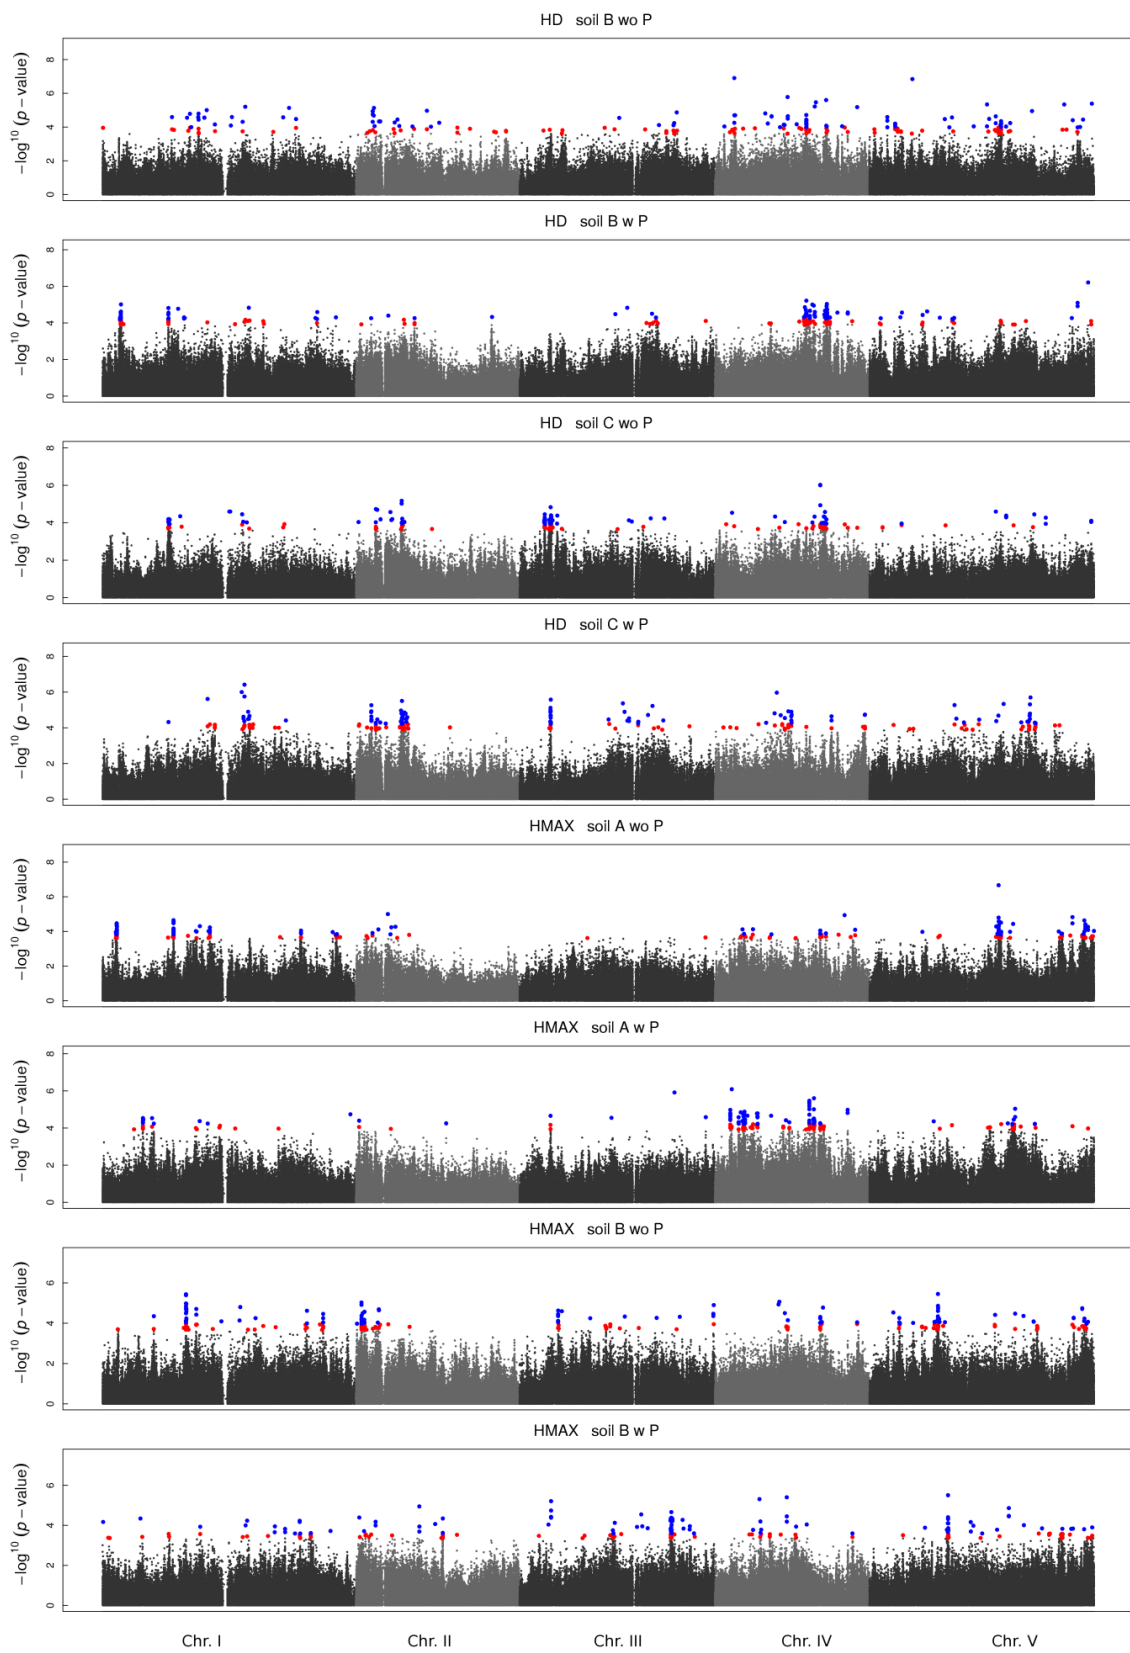 HD soil B wo P
−log¹⁰ (p − value)
0 2 4 6 8
HD soil B w P
−log¹⁰ (p − value)
0 2 4 6 8
HD soil C wo P
−log¹⁰ (p − value)
0 2 4 6 8
HD soil C w P
−log¹⁰ (p − value)
0 2 4 6 8
HMAX soil A wo P
−log¹⁰ (p − value)
0 2 4 6 8
HMAX soil A w P
−log¹⁰ (p − value)
0 2 4 6 8
HMAX soil B wo P
−log¹⁰ (p − value)
0 2 4 6
HMAX soil B w P
−log¹⁰ (p − value)
0 2 4 6
Chr. I Chr. II Chr. III Chr. IV Chr. V